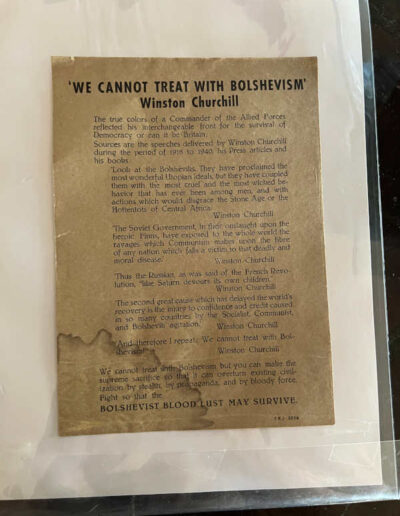 'WE CANNOT TREAT WITH BOLSHEVISM'
Winston Churchill
The true colors of a Commander of the Allied Forces
reflected his interchangeable front for the survival of
Democracy or can it be Britain.
Sources are the speeches delivered by Winston Churchill
during the period of 1918 to 1940, his Press articles and
his books.
'Look at the Bolsheviks. They have proclaimed the
most wonderful Utopian ideals, but they have coupled
them with the most cruel and the most wicked be-
havior that has ever been among men, and with
actions which would disgrace the Stone Age or the
Hottentots of Central Africa.'
Winston Churchill
'The Soviet Government, in their onslaught upon the
heroic Finns, have exposed to the whole world the
ravages which Communism makes upon the fibre
of any nation which falls a victim to that deadly and
moral disease.'
Winston Churchill
'Thus the Russian, as was said of the French Revo-
lution, "like Saturn devours its own children."'
Winston Churchill
'The second great cause which has delayed the world's
recovery is the injury to confidence and credit caused
in so many countries by the Socialist, Communist,
and Bolshevik agitation.'
Winston Churchill
'And therefore I repeat: We cannot treat with Bol-
shevism!'
Winston Churchill
We cannot treat with Bolshevism but you can make the
supreme sacrifice so that it can overturn existing civil-
ization by stealth, by propaganda, and by bloody force.
Fight so that the
BOLSHEVIST BLOOD LUST MAY SURVIVE.